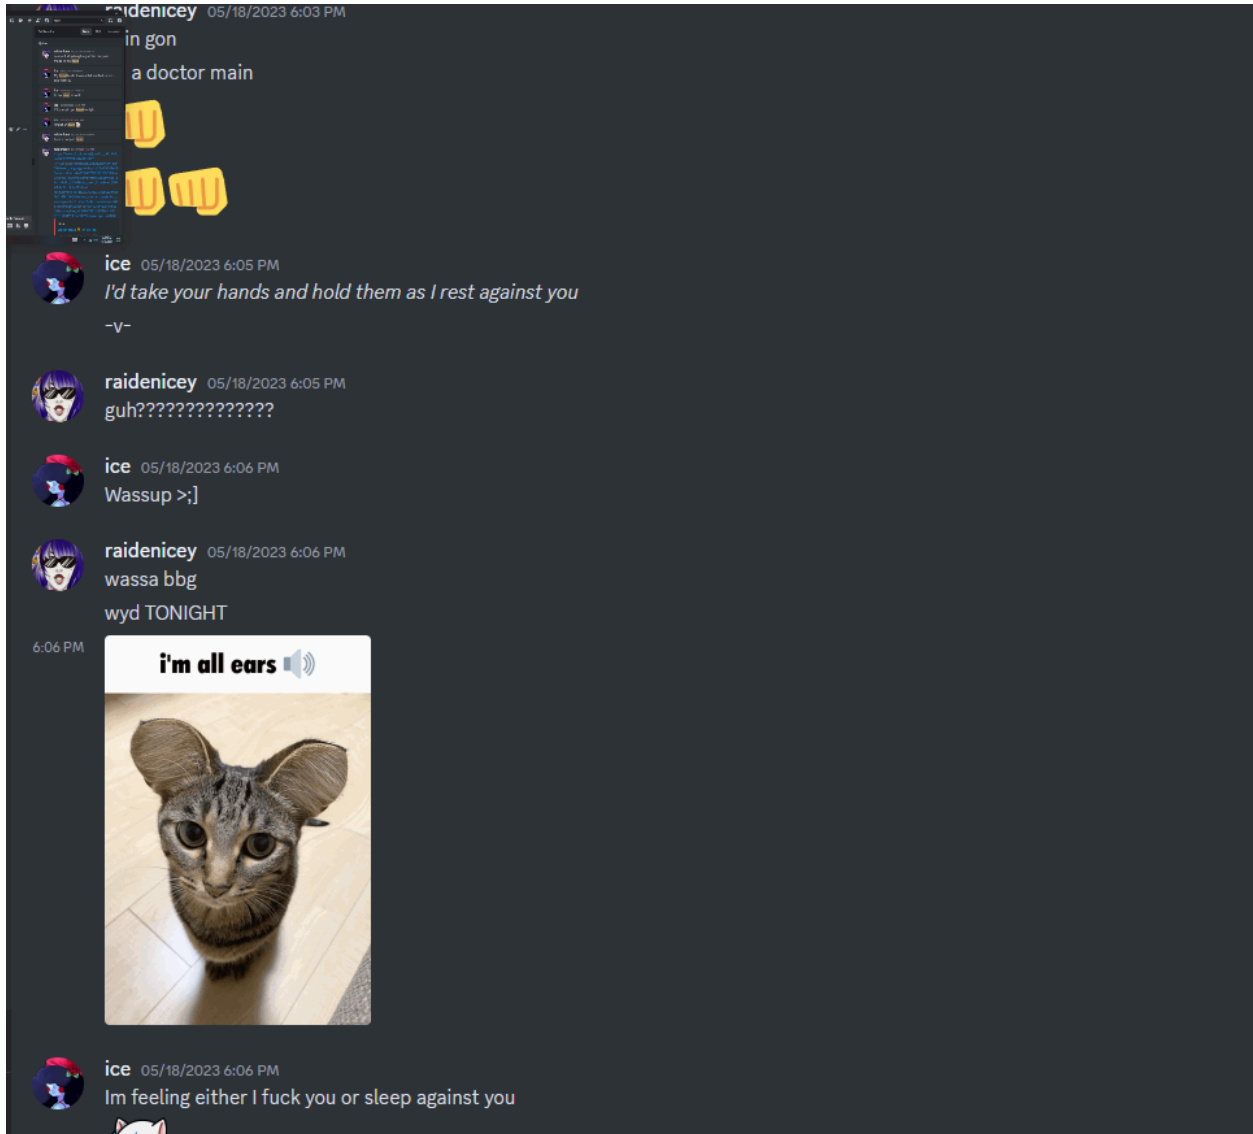 raidenicey 05/18/2023 6:03 PM
in gon
a doctor main
ice 05/18/2023 6:05 PM
I'd take your hands and hold them as I rest against you
-v-
raidenicey 05/18/2023 6:05 PM
guh??????????????
ice 05/18/2023 6:06 PM
Wassup >;]
raidenicey 05/18/2023 6:06 PM
wassa bbg
wyd TONIGHT
6:06 PM
i'm all ears
ice 05/18/2023 6:06 PM
Im feeling either I fuck you or sleep against you